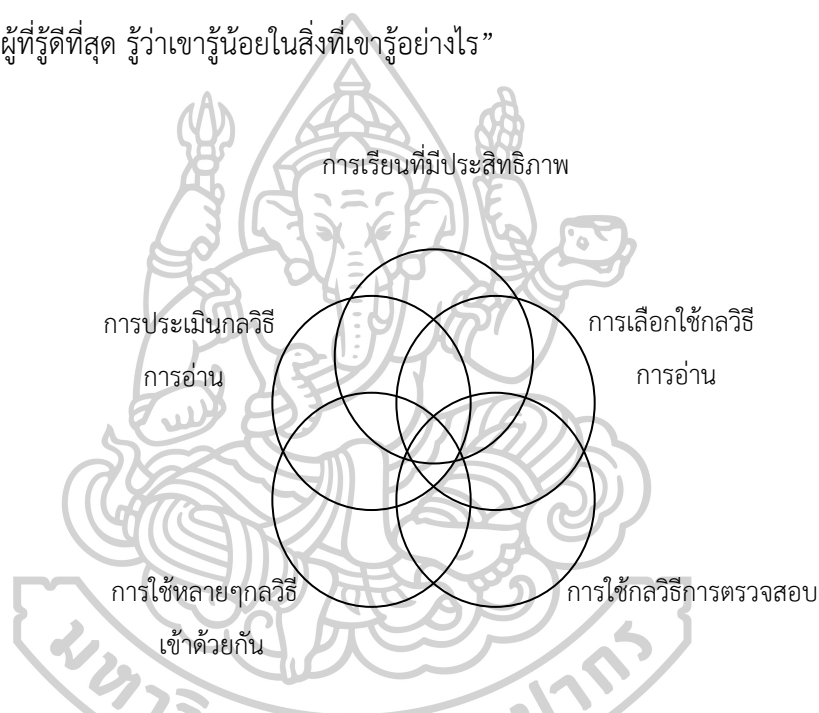 ผู้ที่รู้ดีที่สุด รู้ว่าเขารู้น้อยในสิ่งที่เขารู้อย่างไร”
การเรียนที่มีประสิทธิภาพ
การประเมินกลวิธี
การอ่าน
การเลือกใช้กลวิธี
การอ่าน
การใช้หลายๆกลวิธี
เข้าด้วยกัน
การใช้กลวิธีการตรวจสอบ